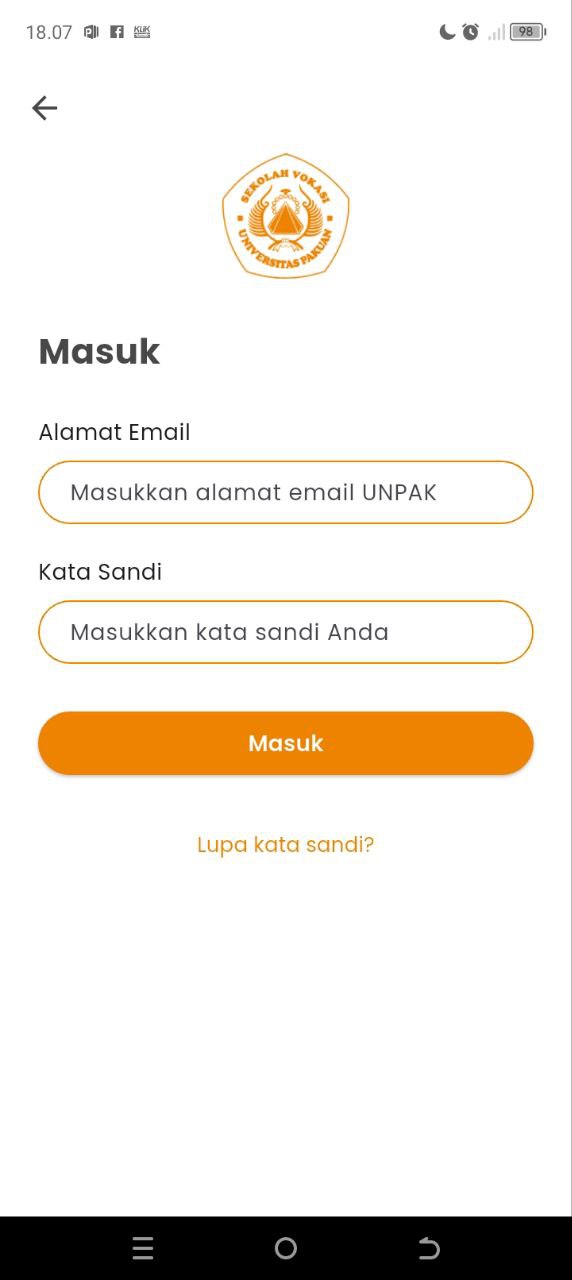 18.07
KLIK
98
SEKOLAH VOKASI
UNIVERSITAS PAKUAN
Masuk
Alamat Email
Masukkan alamat email UNPAK
Kata Sandi
Masukkan kata sandi Anda
Masuk
Lupa kata sandi?